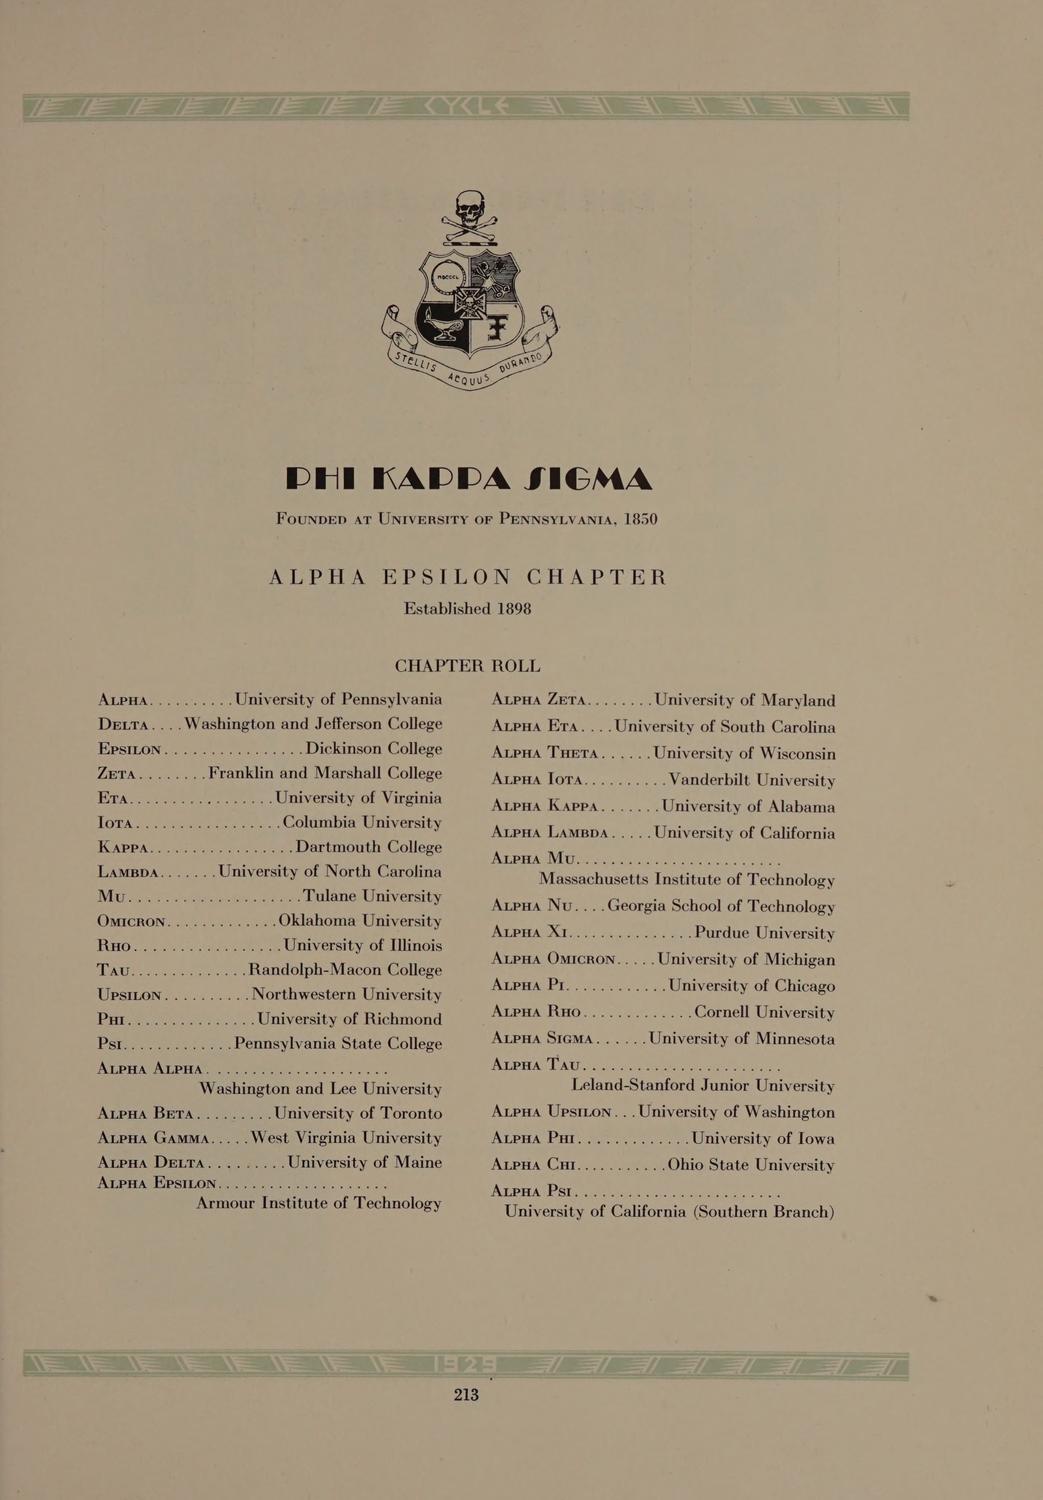 CYCLE
MDCCCL
STELLIS AEQUUS DURANDO
PHI KAPPA SIGMA
FOUNDED AT UNIVERSITY OF PENNSYLVANIA, 1850
ALPHA EPSILON CHAPTER
Established 1898
CHAPTER ROLL
ALPHA..........University of Pennsylvania
DELTA....Washington and Jefferson College
EPSILON................Dickinson College
ZETA........Franklin and Marshall College
ETA.................University of Virginia
IOTA.................Columbia University
KAPPA.................Dartmouth College
LAMBDA.......University of North Carolina
MU....................Tulane University
OMICRON.............Oklahoma University
RHO.................University of Illinois
TAU..............Randolph-Macon College
UPSILON..........Northwestern University
PHI...............University of Richmond
PSI.............Pennsylvania State College
ALPHA ALPHA.....................
Washington and Lee University
ALPHA BETA.........University of Toronto
ALPHA GAMMA.....West Virginia University
ALPHA DELTA.........University of Maine
ALPHA EPSILON....................
Armour Institute of Technology
ALPHA ZETA........University of Maryland
ALPHA ETA....University of South Carolina
ALPHA THETA......University of Wisconsin
ALPHA IOTA..........Vanderbilt University
ALPHA KAPPA.......University of Alabama
ALPHA LAMBDA.....University of California
ALPHA MU........................
Massachusetts Institute of Technology
ALPHA NU....Georgia School of Technology
ALPHA XI..............Purdue University
ALPHA OMICRON.....University of Michigan
ALPHA PI............University of Chicago
ALPHA RHO.............Cornell University
ALPHA SIGMA......University of Minnesota
ALPHA TAU.......................
Leland-Stanford Junior University
ALPHA UPSILON...University of Washington
ALPHA PHI.............University of Iowa
ALPHA CHI...........Ohio State University
ALPHA PSI........................
University of California (Southern Branch)
1929
213